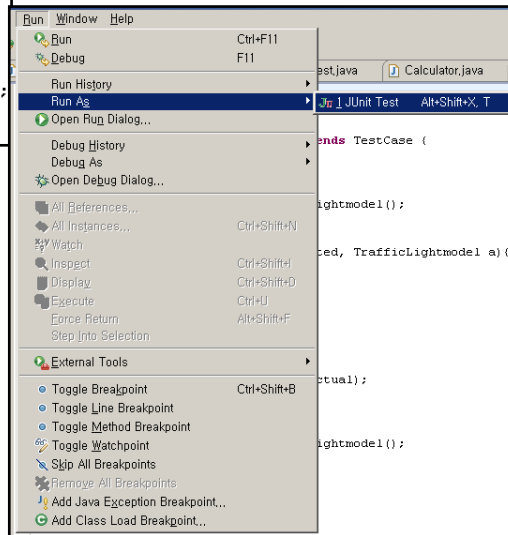 Run Window Help
Run Ctrl+F11
Debug F11
est.java Calculator.java
Run History
;
Run As 1 JUnit Test Alt+Shift+X, T
Open Run Dialog...
ends TestCase {
Debug History
Debug As
Open Debug Dialog...
ightmodel();
All References...
All Instances... Ctrl+Shift+N
Watch
ted, TrafficLightmodel a){
Inspect Ctrl+Shift+I
Display Ctrl+Shift+D
Execute Ctrl+U
Force Return Alt+Shift+F
Step Into Selection
External Tools
ctual);
Toggle Breakpoint Ctrl+Shift+B
Toggle Line Breakpoint
Toggle Method Breakpoint
Toggle Watchpoint
ightmodel();
Skip All Breakpoints
Remove All Breakpoints
Add Java Exception Breakpoint...
Add Class Load Breakpoint...